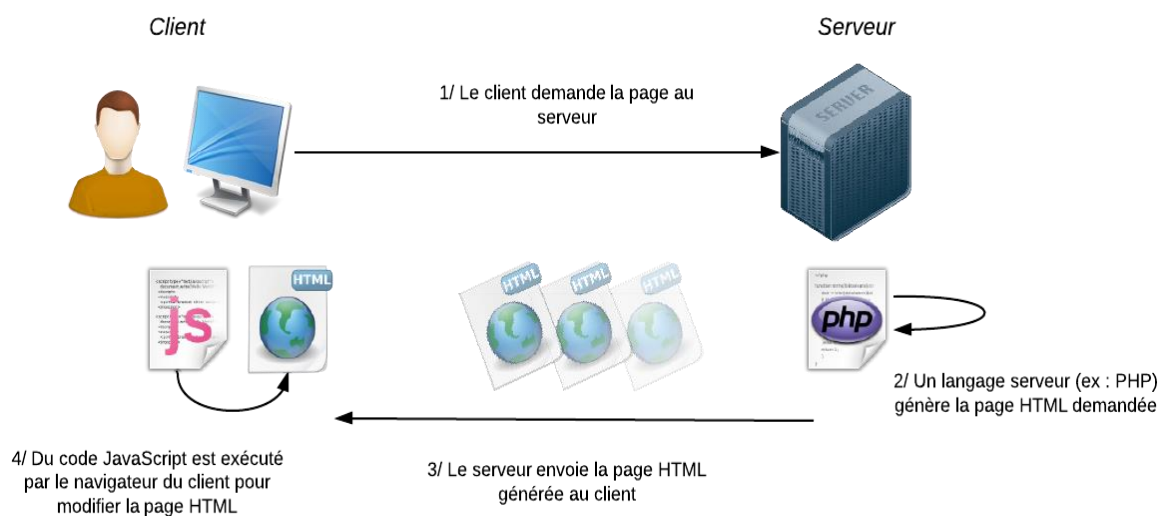 Client
Serveur
1/ Le client demande la page au
serveur
SERVER
HTML
HTML
HTML
HTML
js
php
2/ Un langage serveur (ex : PHP)
génère la page HTML demandée
3/ Le serveur envoie la page HTML
générée au client
4/ Du code JavaScript est exécuté
par le navigateur du client pour
modifier la page HTML